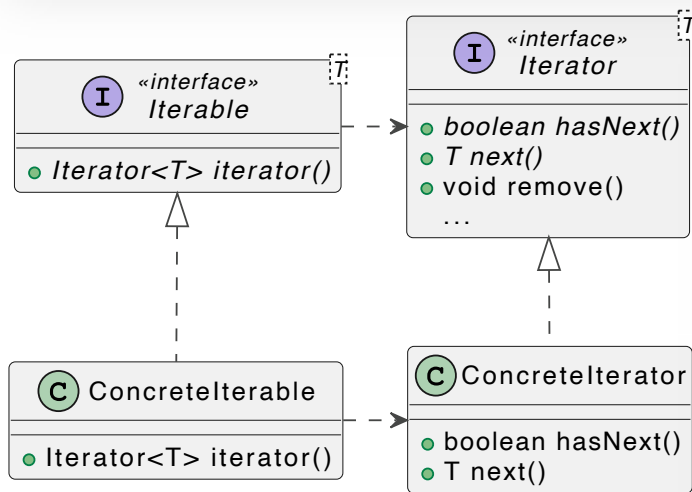 I
«interface»
Iterable
T
Iterator<T> iterator()
I
«interface»
Iterator
T
boolean hasNext()
T next()
void remove()
...
C ConcreteIterable
Iterator<T> iterator()
C ConcreteIterator
boolean hasNext()
T next()